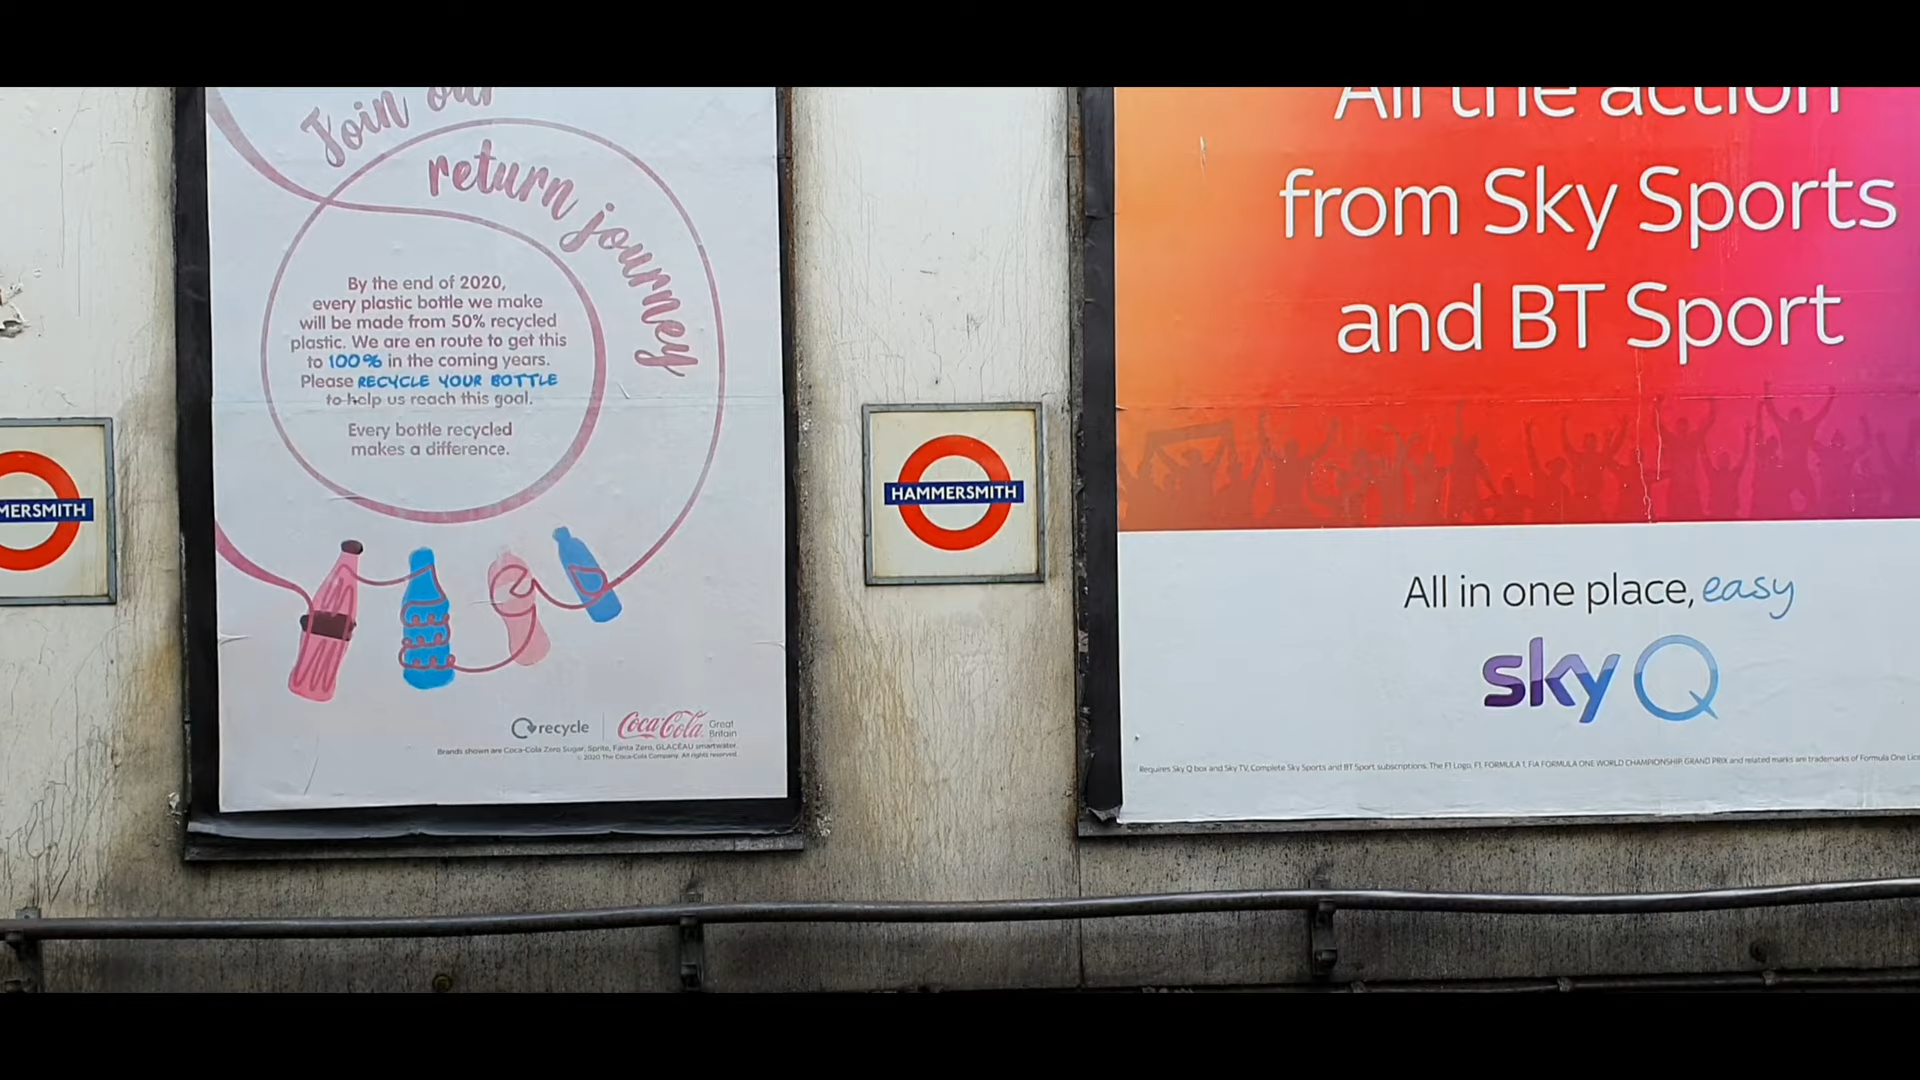 Join our
return journey
By the end of 2020,
every plastic bottle we make
will be made from 50% recycled
plastic. We are en route to get this
to 100% in the coming years.
Please RECYCLE YOUR BOTTLE
to help us reach this goal.
Every bottle recycled
makes a difference.
recycle
Coca-Cola
Great
Britain
Brands shown are Coca-Cola Zero Sugar, Sprite, Fanta Zero, GLACÉAU smartwater.
© 2020 The Coca-Cola Company. All rights reserved.
MERSMITH
HAMMERSMITH
All the action
from Sky Sports
and BT Sport
All in one place, easy
sky Q
Requires Sky Q box and Sky TV, Complete Sky Sports and BT Sport subscriptions. The F1 Logo, F1, FORMULA 1, FIA FORMULA ONE WORLD CHAMPIONSHIP, GRAND PRIX and related marks are trademarks of Formula One Lice